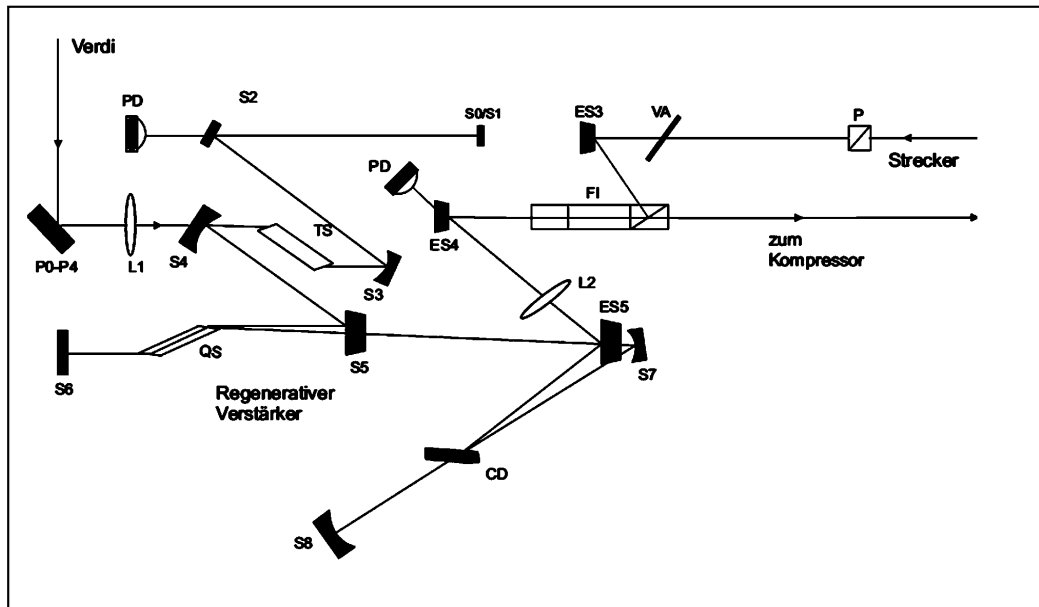 Verdi
PD
S2
S0/S1
ES3
VA
P
Strecker
PD
FI
ES4
zum
Kompressor
P0-P4
L1
S4
TS
S3
L2
ES5
S7
S6
QS
S5
Regenerativer
Verstärker
CD
S8